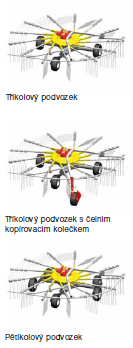 Tříkolový podvozek
Tříkolový podvozek s čelním
kopírovacím kolečkem
Pětikolový podvozek